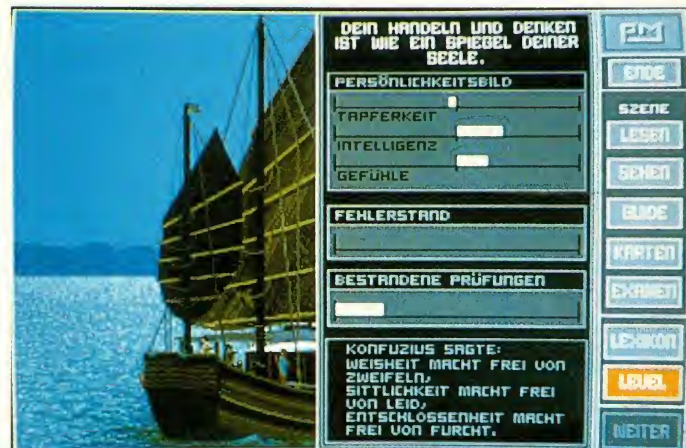 DEIN HANDELN UND DENKEN
IST WIE EIN SPIEGEL DEINER
SEELE.
PERSÖNLICHKEITSBILD
TAPFERKEIT
INTELLIGENZ
GEFÜHLE
FEHLERSTAND
BESTANDENE PRÜFUNGEN
KONFUZIUS SAGTE:
WEISHEIT MACHT FREI VON
ZWEIFELN,
SITTLICHKEIT MACHT FREI
VON LEID,
ENTSCHLOSSENHEIT MACHT
FREI VON FURCHT.
PM
ENDE
SZENE
LESEN
SEHEN
GUIDE
KARTEN
EXAMEN
LEXIKON
LEVEL
WEITER